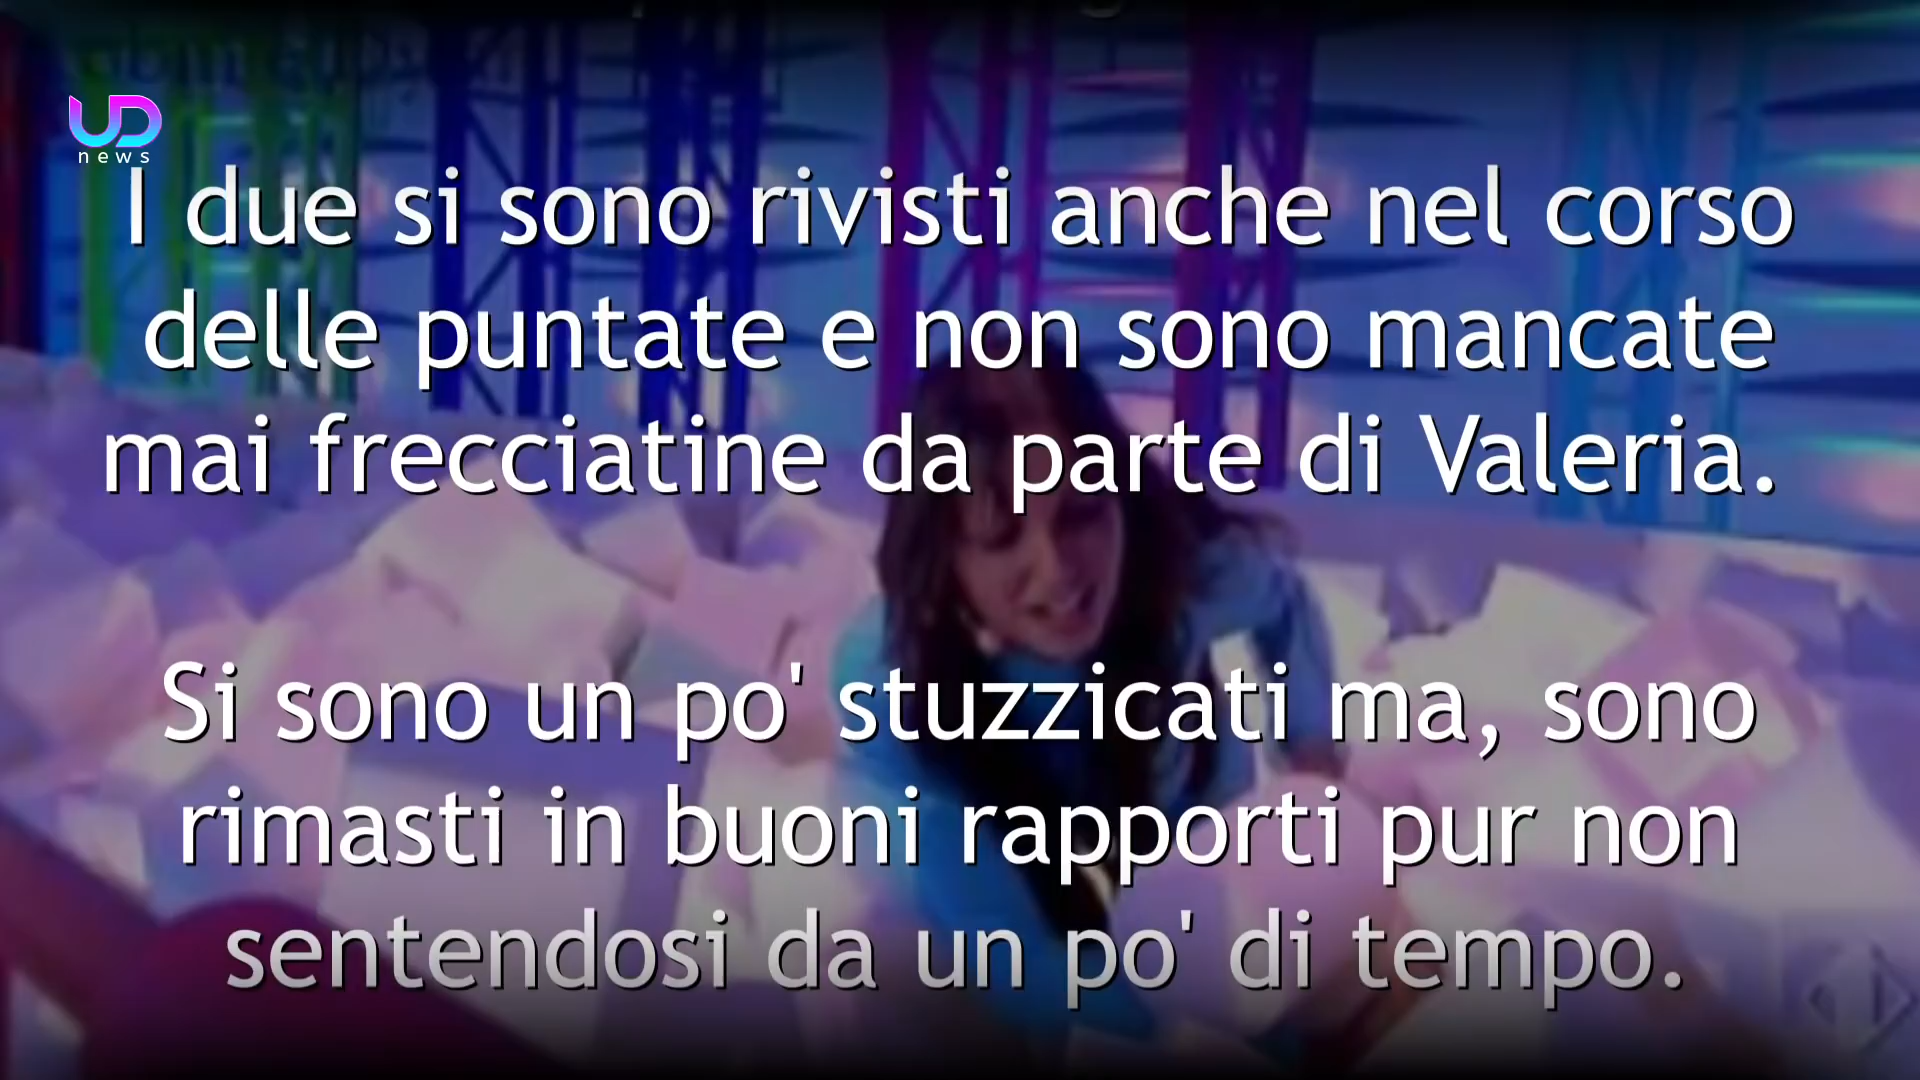 UD
news
I due si sono rivisti anche nel corso
delle puntate e non sono mancate
mai frecciatine da parte di Valeria.
Si sono un po' stuzzicati ma, sono
rimasti in buoni rapporti pur non
sentendosi da un po' di tempo.